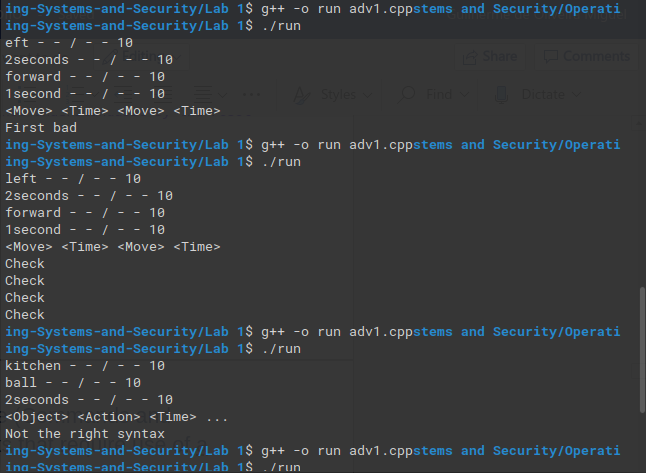 ing-Systems-and-Security/Lab 1$ g++ -o run adv1.cppstems and Security/Operati
ing-Systems-and-Security/Lab 1$ ./run
eft - - / - - 10
2seconds - - / - - 10
forward - - / - - 10
1second - - / - - 10
<Move> <Time> <Move> <Time>
First bad
ing-Systems-and-Security/Lab 1$ g++ -o run adv1.cppstems and Security/Operati
ing-Systems-and-Security/Lab 1$ ./run
left - - / - - 10
2seconds - - / - - 10
forward - - / - - 10
1second - - / - - 10
<Move> <Time> <Move> <Time>
Check
Check
Check
Check
ing-Systems-and-Security/Lab 1$ g++ -o run adv1.cppstems and Security/Operati
ing-Systems-and-Security/Lab 1$ ./run
kitchen - - / - - 10
ball - - / - - 10
2seconds - - / - - 10
<Object> <Action> <Time> ...
Not the right syntax
ing-Systems-and-Security/Lab 1$ g++ -o run adv1.cppstems and Security/Operati
ing-Systems-and-Security/Lab 1$ ./run
Share
Comments
Styles
Find
Dictate